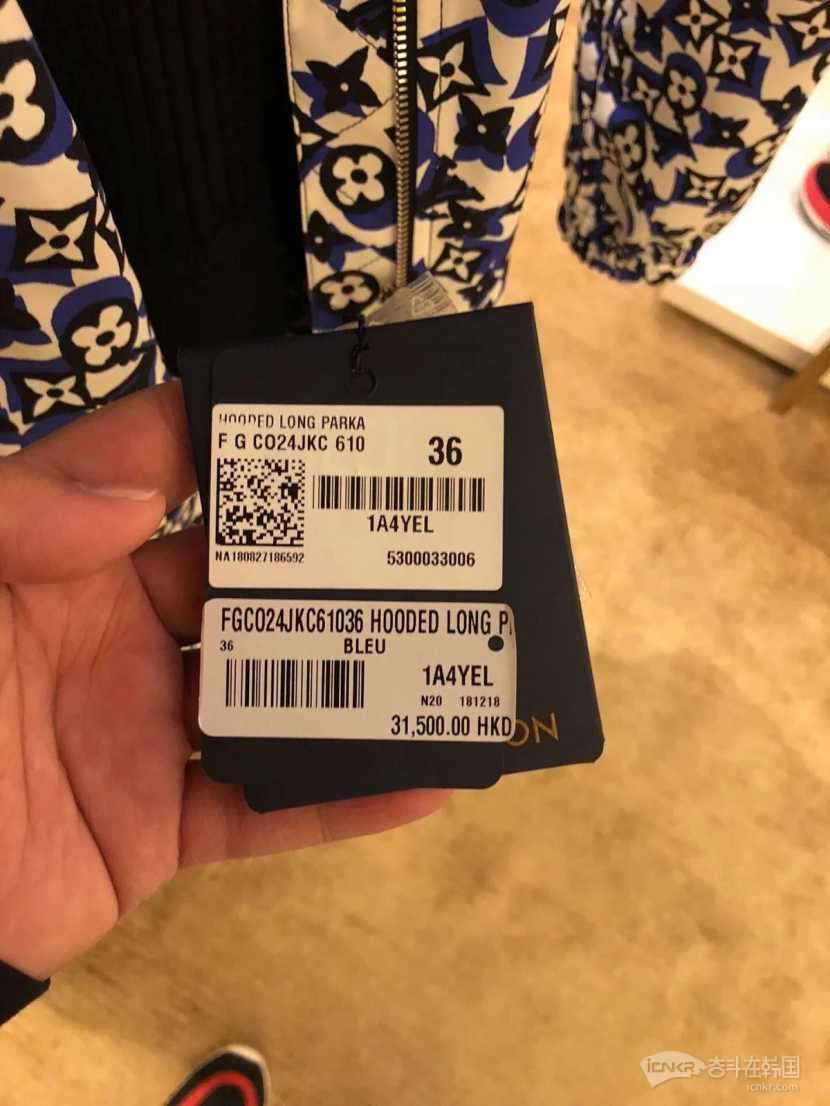 HOODED LONG PARKA
F G CO24JKC 610
36
1A4YEL
NA180827186592
5300033006
FGCO24JKC61036 HOODED LONG P
36
BLEU
1A4YEL
N20 181218
31,500.00 HKD
ON
iCNKR 奋斗在韩国
icnkr.com